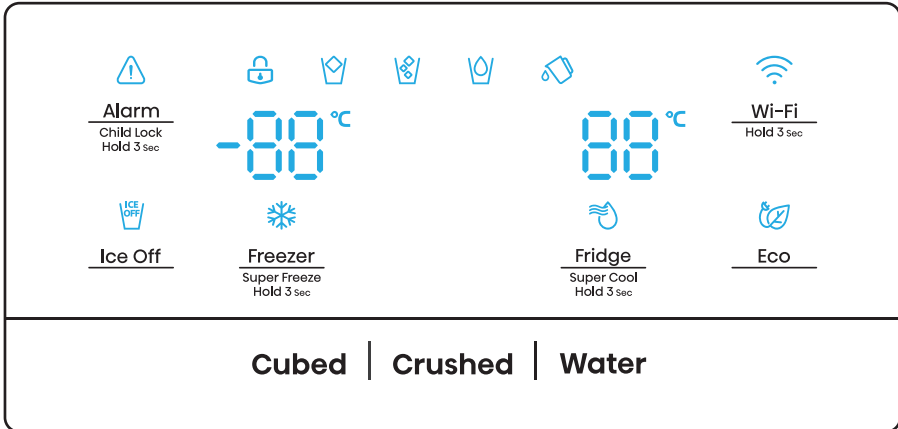 Alarm
Child Lock
Hold 3 Sec
-88 °C
88 °C
Wi-Fi
Hold 3 Sec
ICE
OFF
Ice Off
Freezer
Super Freeze
Hold 3 Sec
Fridge
Super Cool
Hold 3 Sec
Eco
Cubed | Crushed | Water